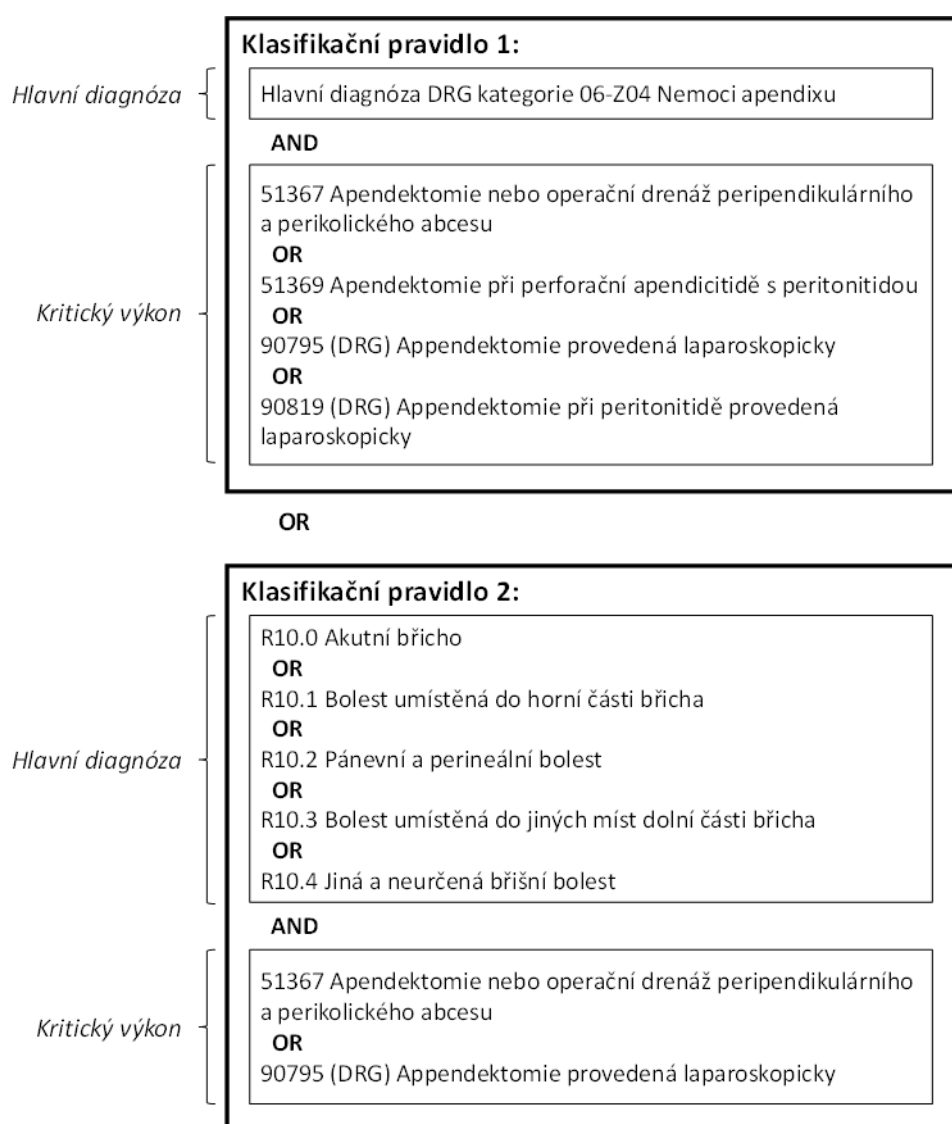 Klasifikační pravidlo 1:
Hlavní diagnóza
Hlavní diagnóza DRG kategorie 06-Z04 Nemoci apendixu
AND
Kritický výkon
51367 Apendektomie nebo operační drenáž peripendikulárního
a perikolického abcesu
OR
51369 Apendektomie při perforační apendicitidě s peritonitidou
OR
90795 (DRG) Appendektomie provedená laparoskopicky
OR
90819 (DRG) Appendektomie při peritonitidě provedená
laparoskopicky
OR
Klasifikační pravidlo 2:
Hlavní diagnóza
R10.0 Akutní břicho
OR
R10.1 Bolest umístěná do horní části břicha
OR
R10.2 Pánevní a perineální bolest
OR
R10.3 Bolest umístěná do jiných míst dolní části břicha
OR
R10.4 Jiná a neurčená břišní bolest
AND
Kritický výkon
51367 Apendektomie nebo operační drenáž peripendikulárního
a perikolického abcesu
OR
90795 (DRG) Appendektomie provedená laparoskopicky